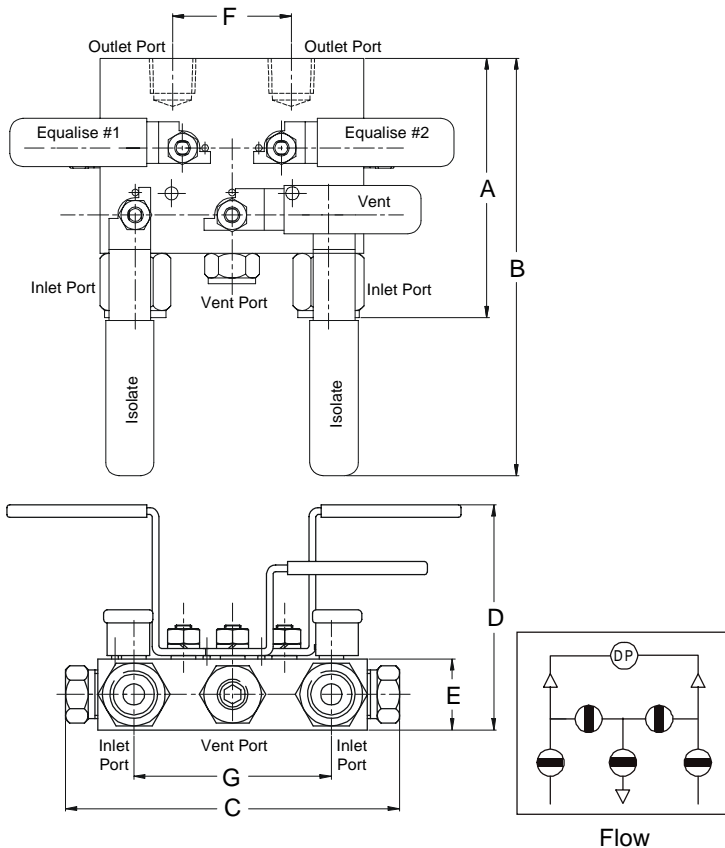 F
Outlet Port
Outlet Port
Equalise #1
Equalise #2
A
B
Vent
Inlet Port
Vent Port
Inlet Port
Isolate
Isolate
D
E
DP
Inlet
Port
Vent Port
Inlet
Port
G
C
Flow